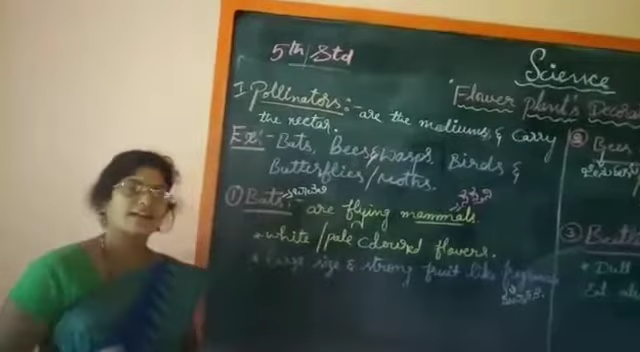 5th Std
Science
Flower Plant's
I Pollinators:- are the mediums, & carry
the nectar.
Ex:- Bats, Bees & wasps. Birds &
Butterflies / moths.
① Bats:- are flying mammals.
* white / pale coloured flowers.
* Large size & strong fruit like
② Bees,
③
* Dull